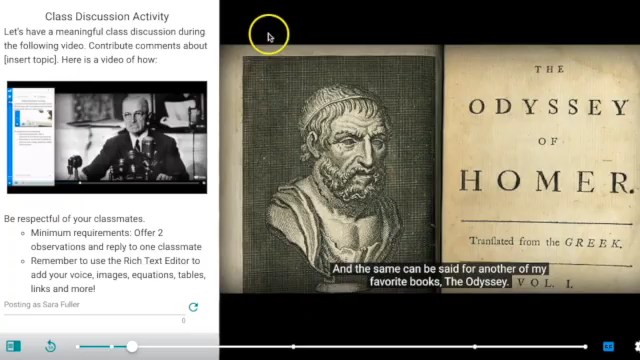 Class Discussion Activity
Let's have a meaningful class discussion during
the following video. Contribute comments about
[insert topic]. Here is a video of how:
Be respectful of your classmates.
Minimum requirements: Offer 2
observations and reply to one classmate
Remember to use the Rich Text Editor to
add your voice, images, equations, tables,
links and more!
Posting as Sara Fuller
0
THE
ODYSSEY
OF
HOMER.
Translated from the GREEK.
VOL. I.
And the same can be said for another of my
favorite books, The Odyssey.